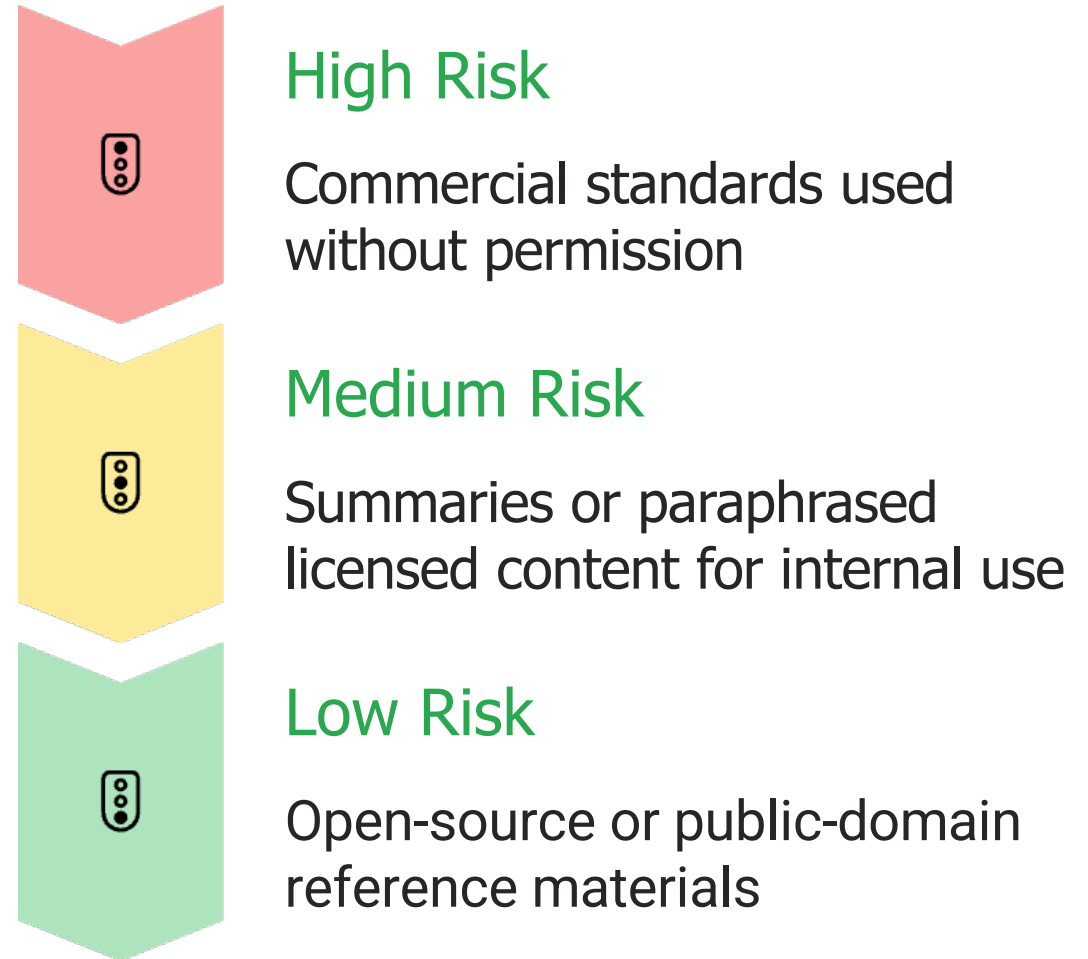 High Risk
Commercial standards used
without permission
Medium Risk
Summaries or paraphrased
licensed content for internal use
Low Risk
Open-source or public-domain
reference materials